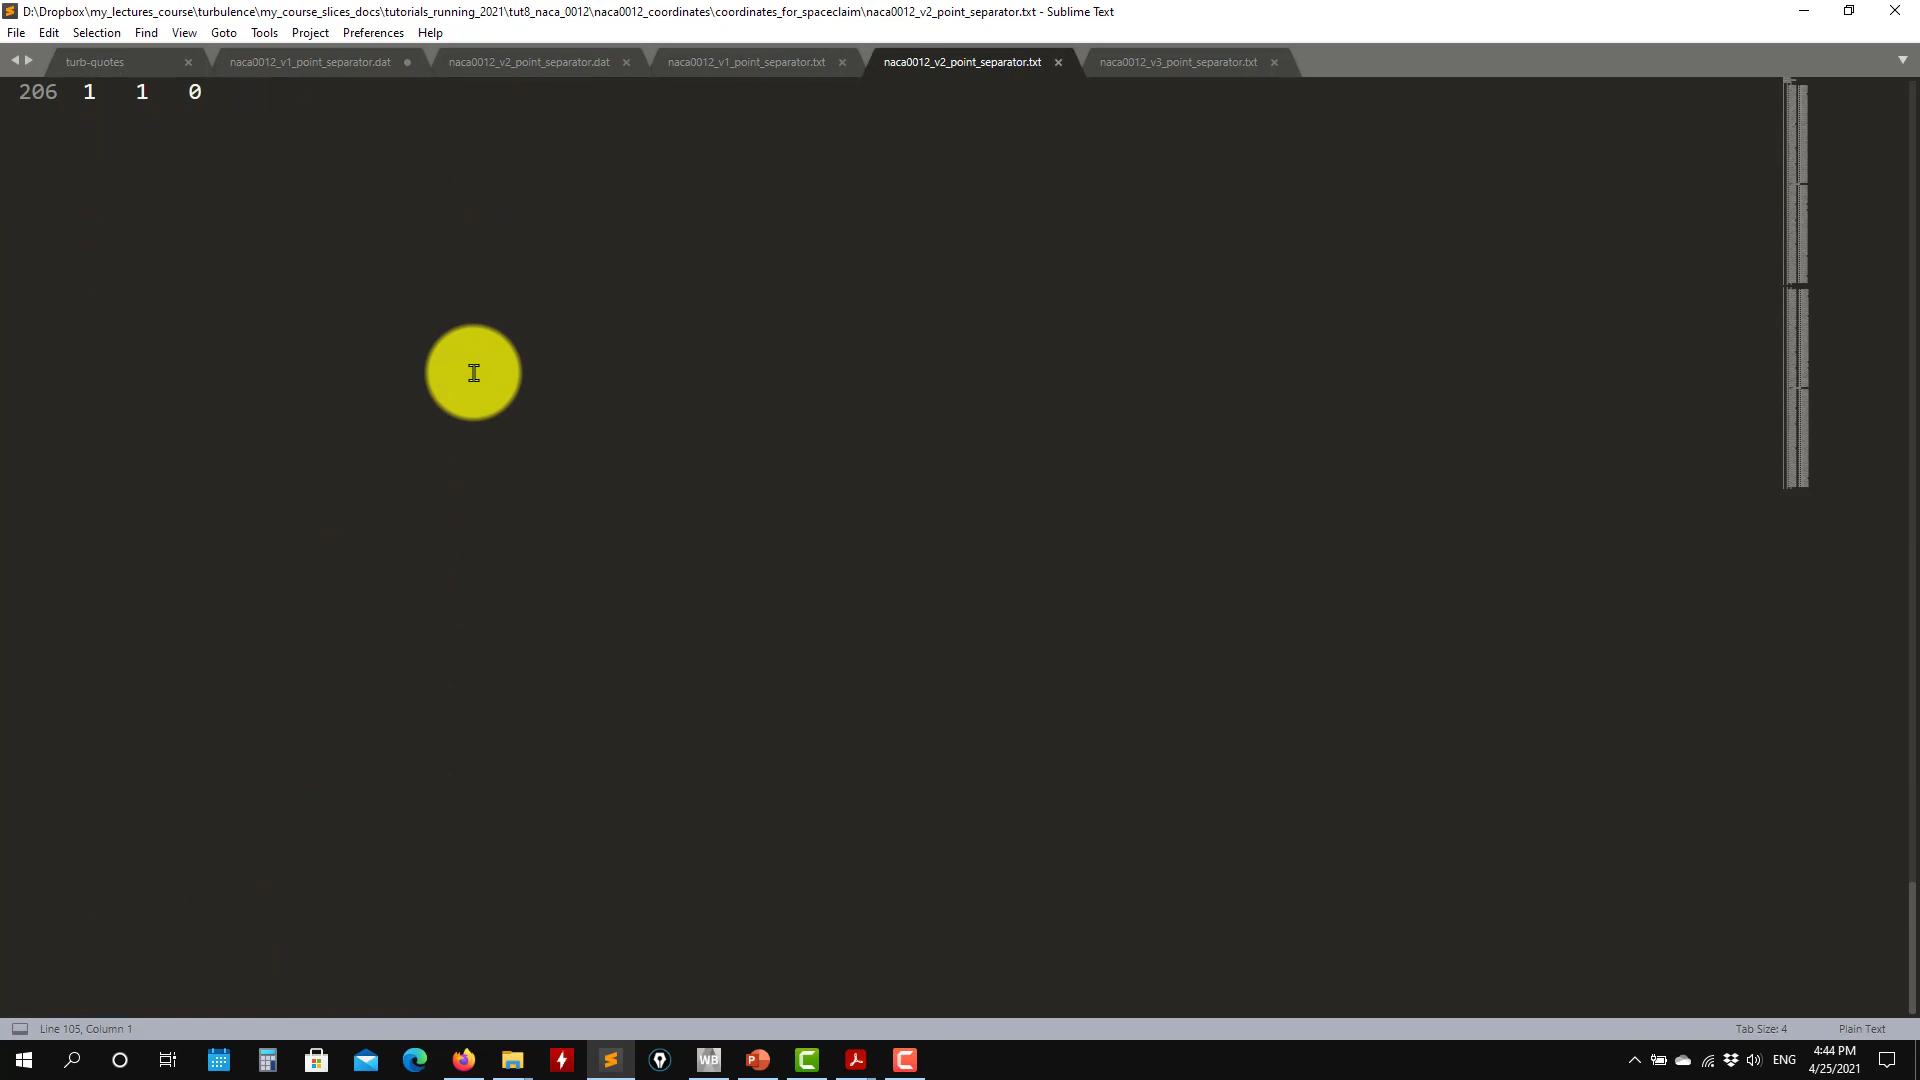 D:\Dropbox\my_lectures_course\turbulence\my_course_slices_docs\tutorials_running_2021\tut8_naca_0012\naca0012_coordinates\coordinates_for_spaceclaim\naca0012_v2_point_separator.txt - Sublime Text
File Edit Selection Find View Goto Tools Project Preferences Help
turb-quotes naca0012_v1_point_separator.dat naca0012_v2_point_separator.dat naca0012_v1_point_separator.txt naca0012_v2_point_separator.txt naca0012_v3_point_separator.txt
206 1 1 0
Line 105, Column 1 Tab Size: 4 Plain Text
WB P ENG 4:44 PM
4/25/2021